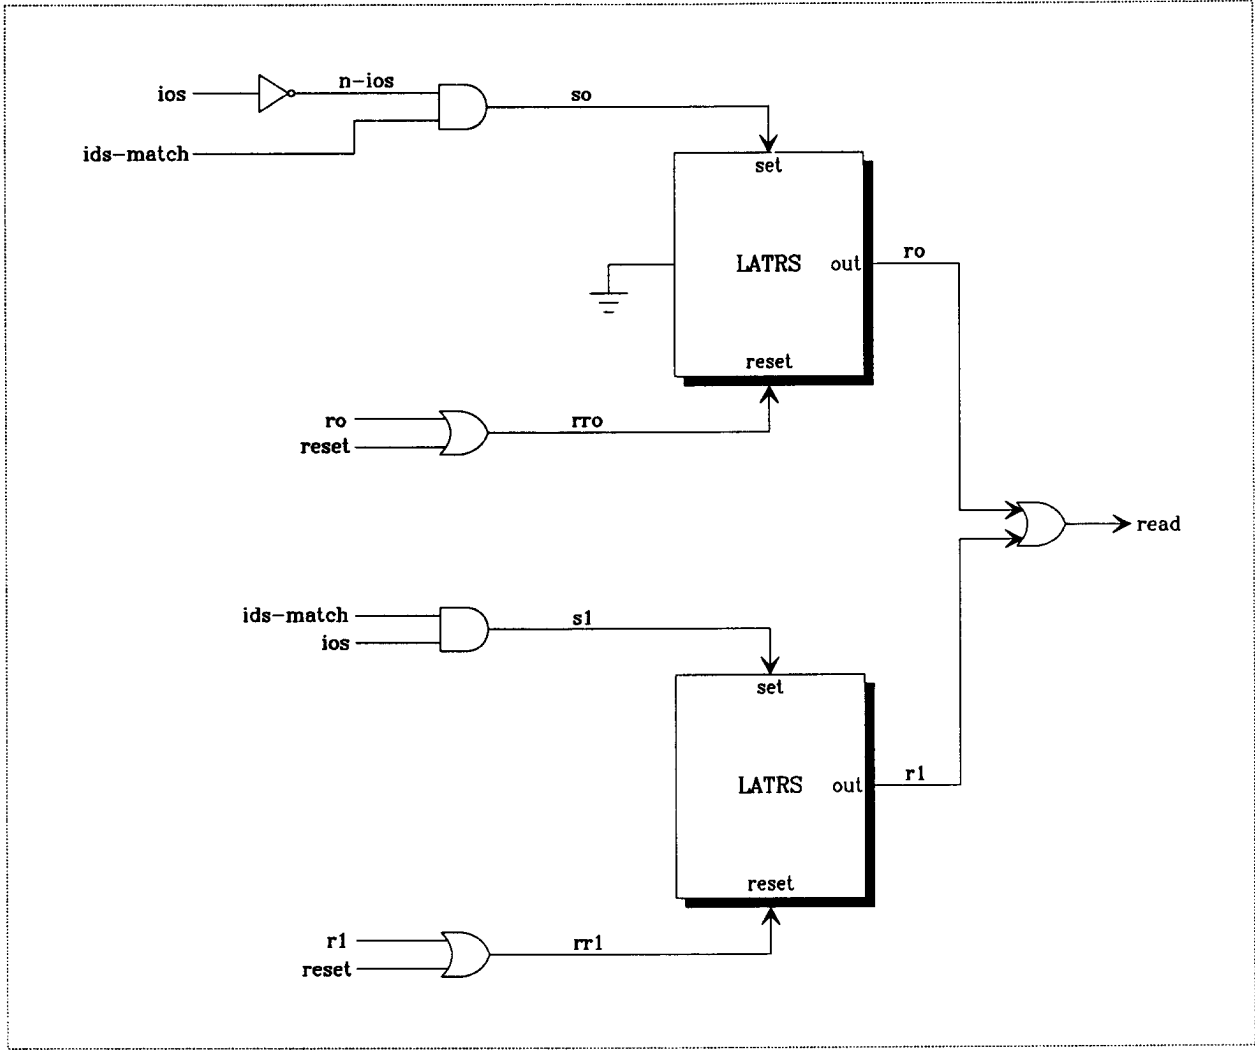 ios
n-ios
so
ids-match
set
LATRS
out
ro
reset
ro
rro
reset
read
ids-match
s1
ios
set
LATRS
out
r1
reset
r1
rr1
reset